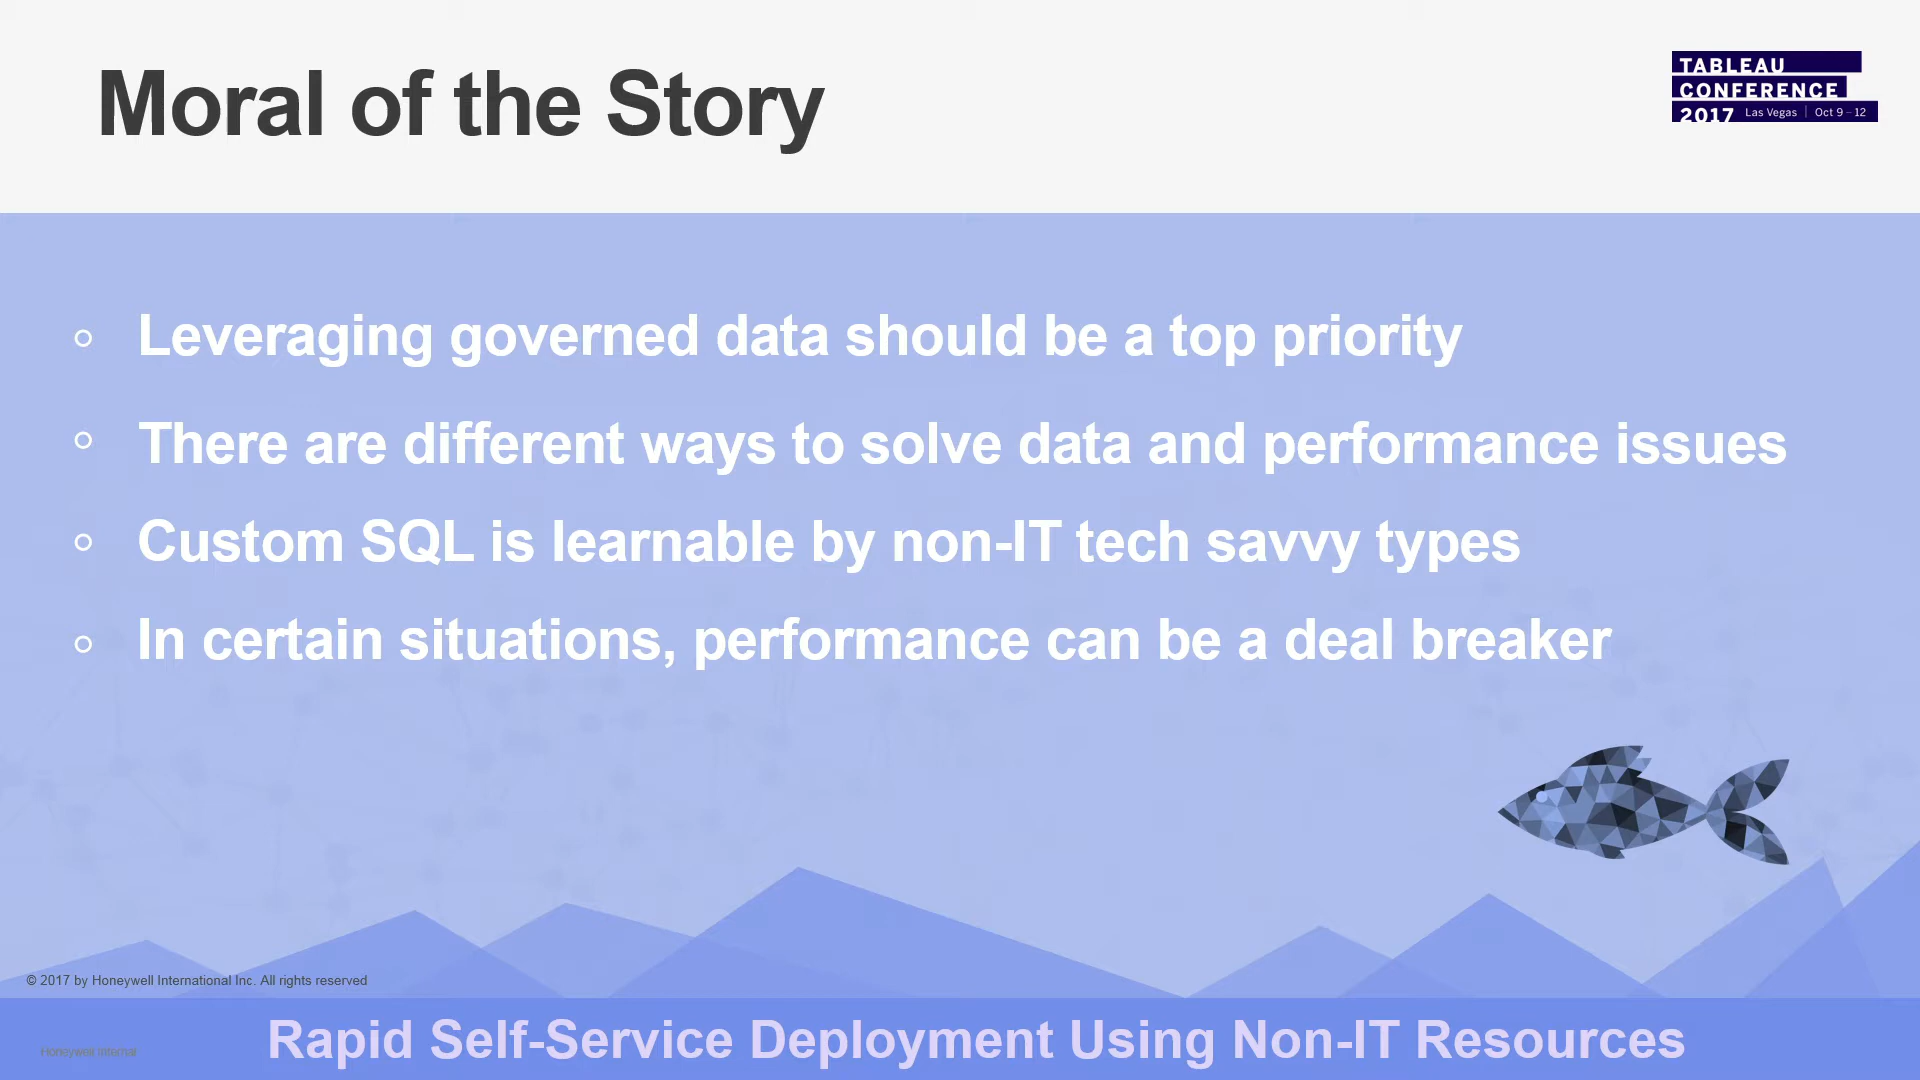 Moral of the Story
TABLEAU
CONFERENCE
2017 Las Vegas | Oct 9 – 12
Leveraging governed data should be a top priority
There are different ways to solve data and performance issues
Custom SQL is learnable by non-IT tech savvy types
In certain situations, performance can be a deal breaker
© 2017 by Honeywell International Inc. All rights reserved
Honeywell Internal
Rapid Self-Service Deployment Using Non-IT Resources